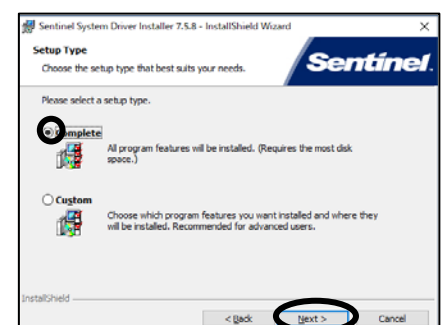 Sentinel System Driver Installer 7.5.8 - InstallShield Wizard
Setup Type
Choose the setup type that best suits your needs.
Sentinel.
Please select a setup type.
Complete
All program features will be installed. (Requires the most disk
space.)
Custom
Choose which program features you want installed and where they
will be installed. Recommended for advanced users.
InstallShield
< Back
Next >
Cancel